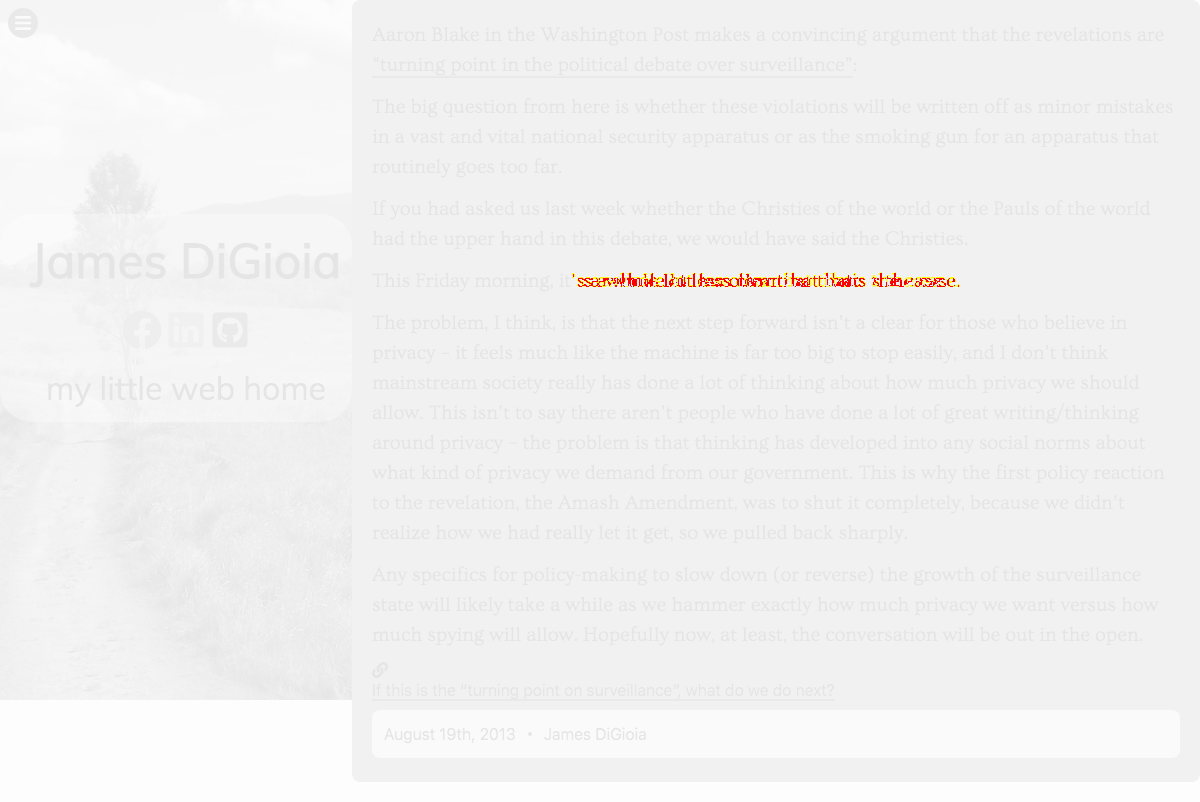 James DiGioia
my little web home
Aaron Blake in the Washington Post makes a convincing argument that the revelations are
“turning point in the political debate over surveillance”:
The big question from here is whether these violations will be written off as minor mistakes
in a vast and vital national security apparatus or as the smoking gun for an apparatus that
routinely goes too far.
If you had asked us last week whether the Christies of the world or the Pauls of the world
had the upper hand in this debate, we would have said the Christies.
This Friday morning, it
The problem, I think, is that the next step forward isn't a clear for those who believe in
privacy – it feels much like the machine is far too big to stop easily, and I don't think
mainstream society really has done a lot of thinking about how much privacy we should
allow. This isn't to say there aren't people who have done a lot of great writing/thinking
around privacy – the problem is that thinking has developed into any social norms about
what kind of privacy we demand from our government. This is why the first policy reaction
to the revelation, the Amash Amendment, was to shut it completely, because we didn't
realize how we had really let it get, so we pulled back sharply.
Any specifics for policy-making to slow down (or reverse) the growth of the surveillance
state will likely take a while as we hammer exactly how much privacy we want versus how
much spying will allow. Hopefully now, at least, the conversation will be out in the open.
If this is the “turning point on surveillance”, what do we do next?
August 19th, 2013 • James DiGioia